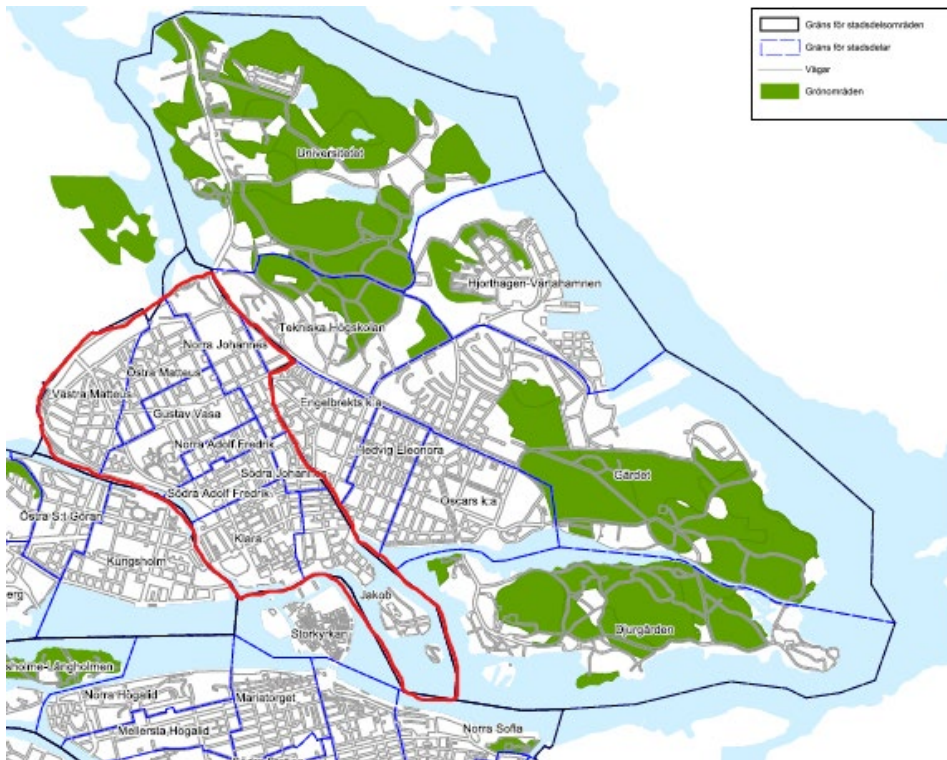 Gräns för stadsdelsområden
Gräns för stadsdelar
Vägar
Grönområden
Universitetet
Hjorthagen-Värtahamnen
Tekniska Högskolan
Norra Johannes
Östra Matteus
Västra Matteus
Engelbrekts k:a
Gustav Vasa
Norra Adolf Fredrik
Hedvig Eleonora
Södra Johannes
Gärdet
Södra Adolf Fredrik
Oscars k:a
Östra S:t Göran
Klara
Kungsholm
erg
Jakob
Storkyrkan
Djurgården
Norra Högalid
Mariatorget
Mellersta Högalid
Norra Sofia